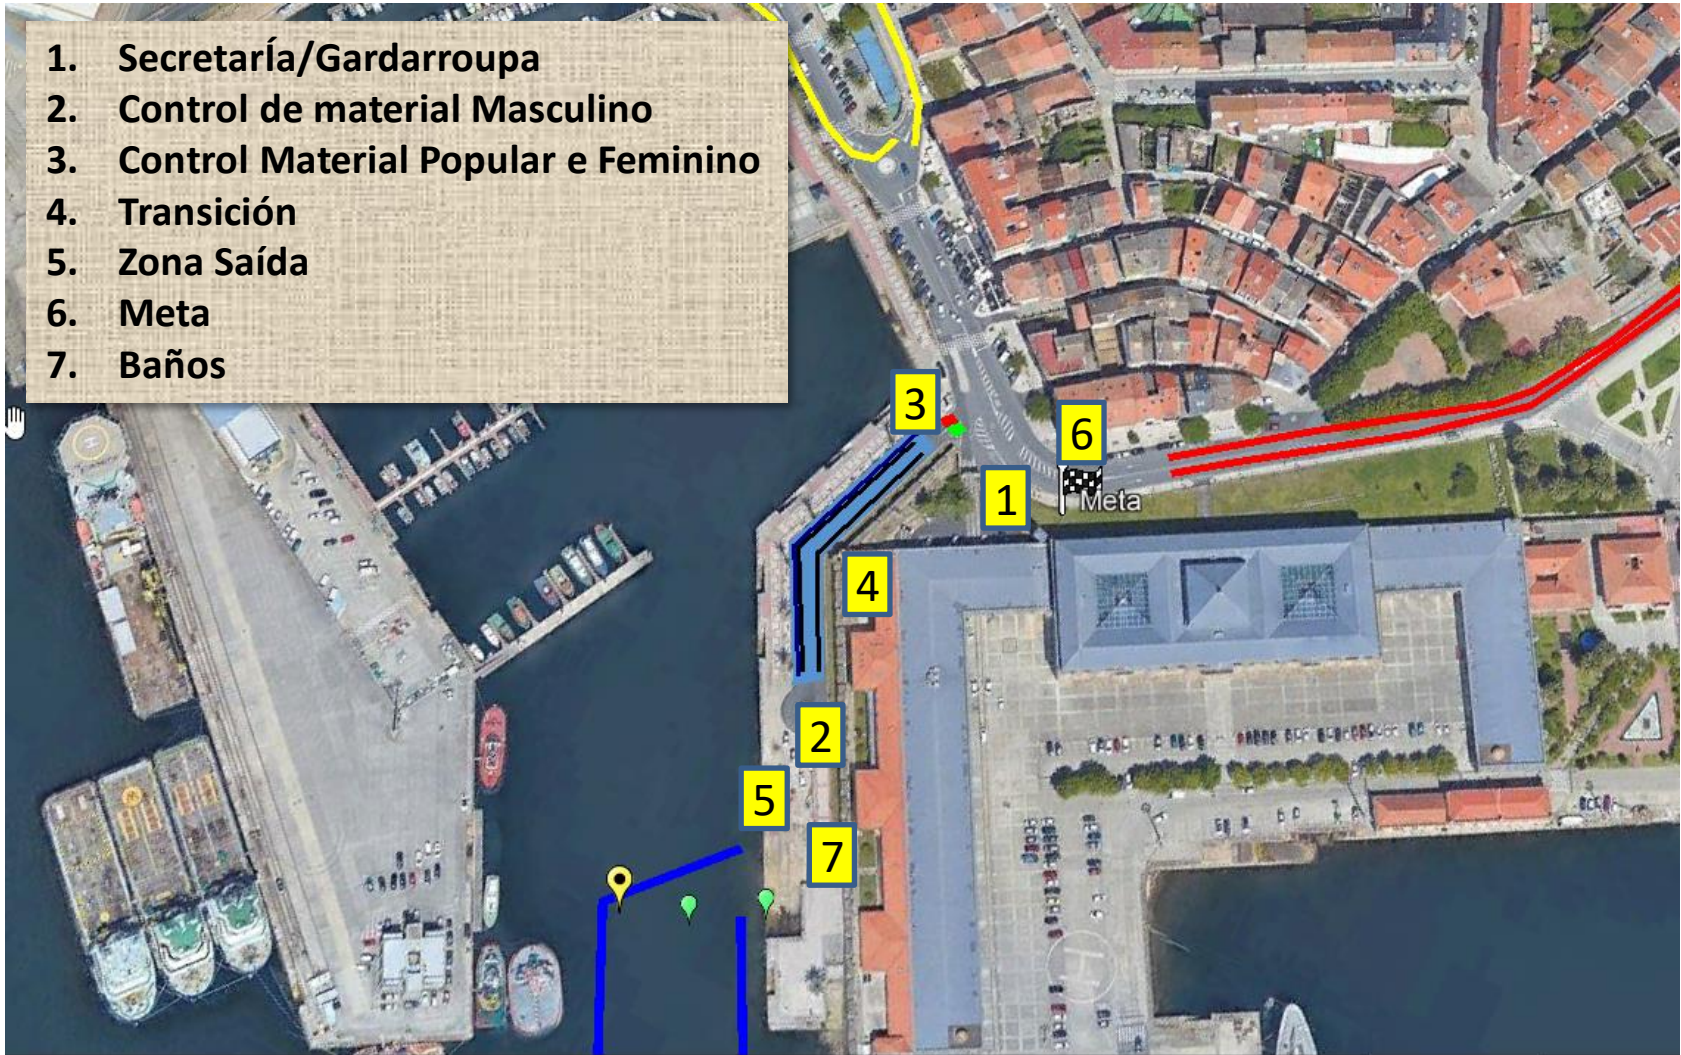 1. SecretarÍa/Gardarroupa
2. Control de material Masculino
3. Control Material Popular e Feminino
4. Transición
5. Zona Saída
6. Meta
7. Baños
3
6
1
Meta
4
2
5
7